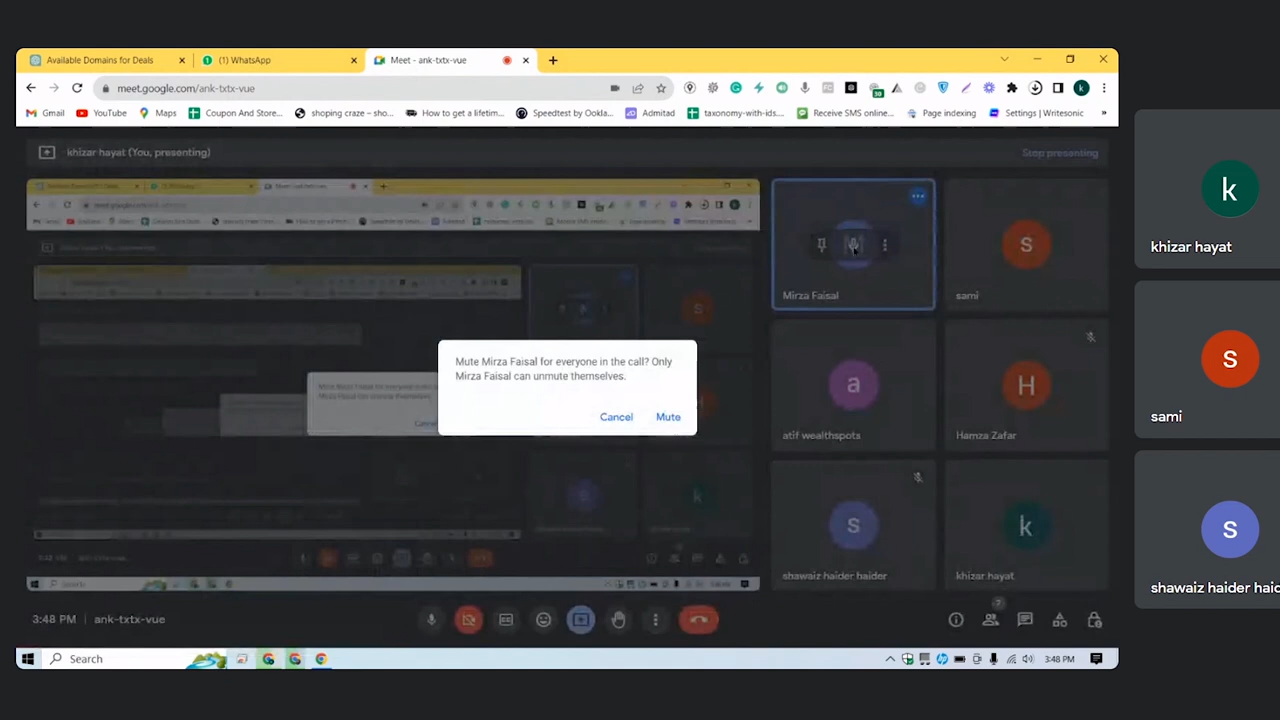 Available Domains for Deals
(1) WhatsApp
Meet - ank-txtx-vue
meet.google.com/ank-txtx-vue
Gmail
YouTube
Maps
Coupon And Store...
shoping craze – sho...
How to get a lifetim...
Speedtest by Ookla...
Admitad
taxonomy-with-ids....
Receive SMS online...
Page indexing
Settings | Writesonic
khizar hayat (You, presenting)
Stop presenting
Mirza Faisal
sami
Mute Mirza Faisal for everyone in the call? Only
Mirza Faisal can unmute themselves.
Cancel
Mute
a
H
atif wealthspots
Hamza Zafar
s
k
shawaiz haider haider
khizar hayat
3:48 PM | ank-txtx-vue
7
Search
3:48 PM
k
khizar hayat
s
sami
s
shawaiz haider haid